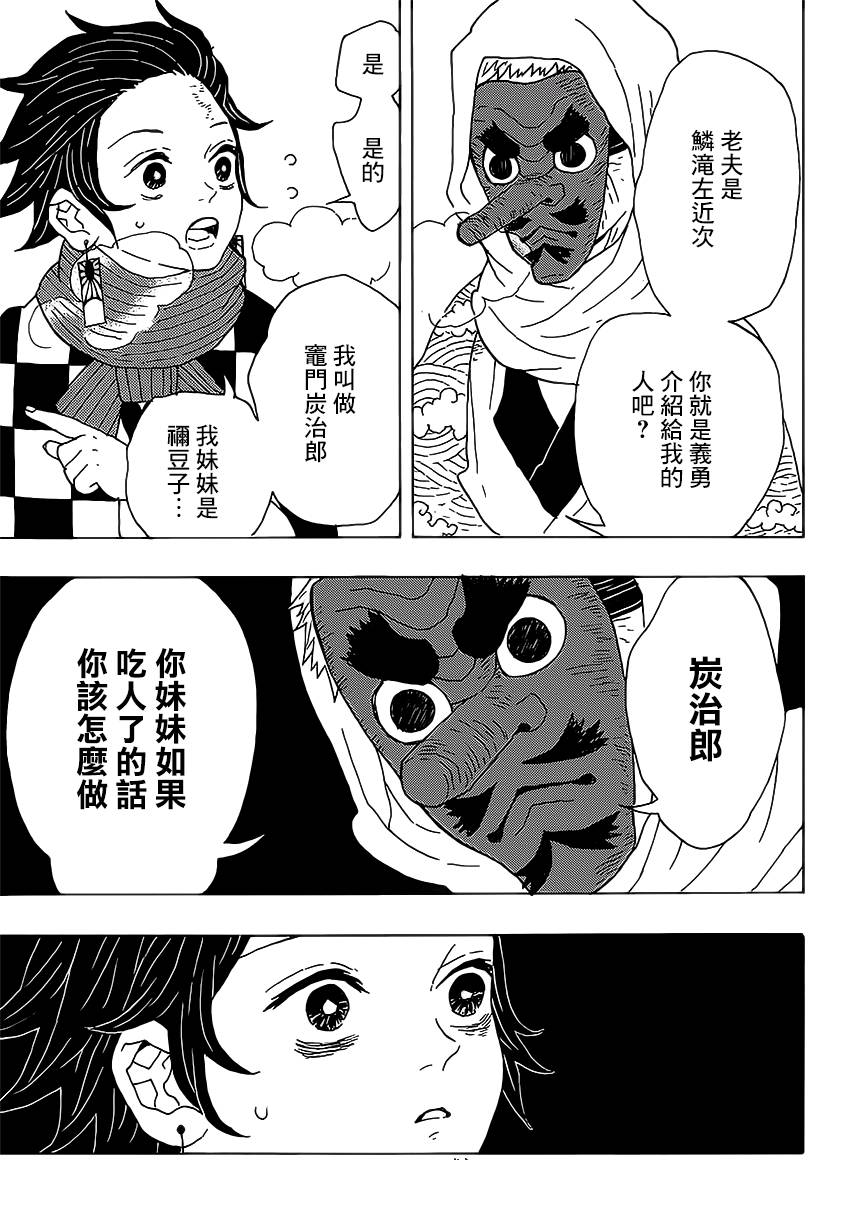 老夫是
鱗滝左近次
你就是義勇
介紹給我的
人吧？
是
是的
我叫做
竈門炭治郎
我妹妹是
禰豆子…
炭治郎
你妹妹如果
吃人了的話
你該怎麼做